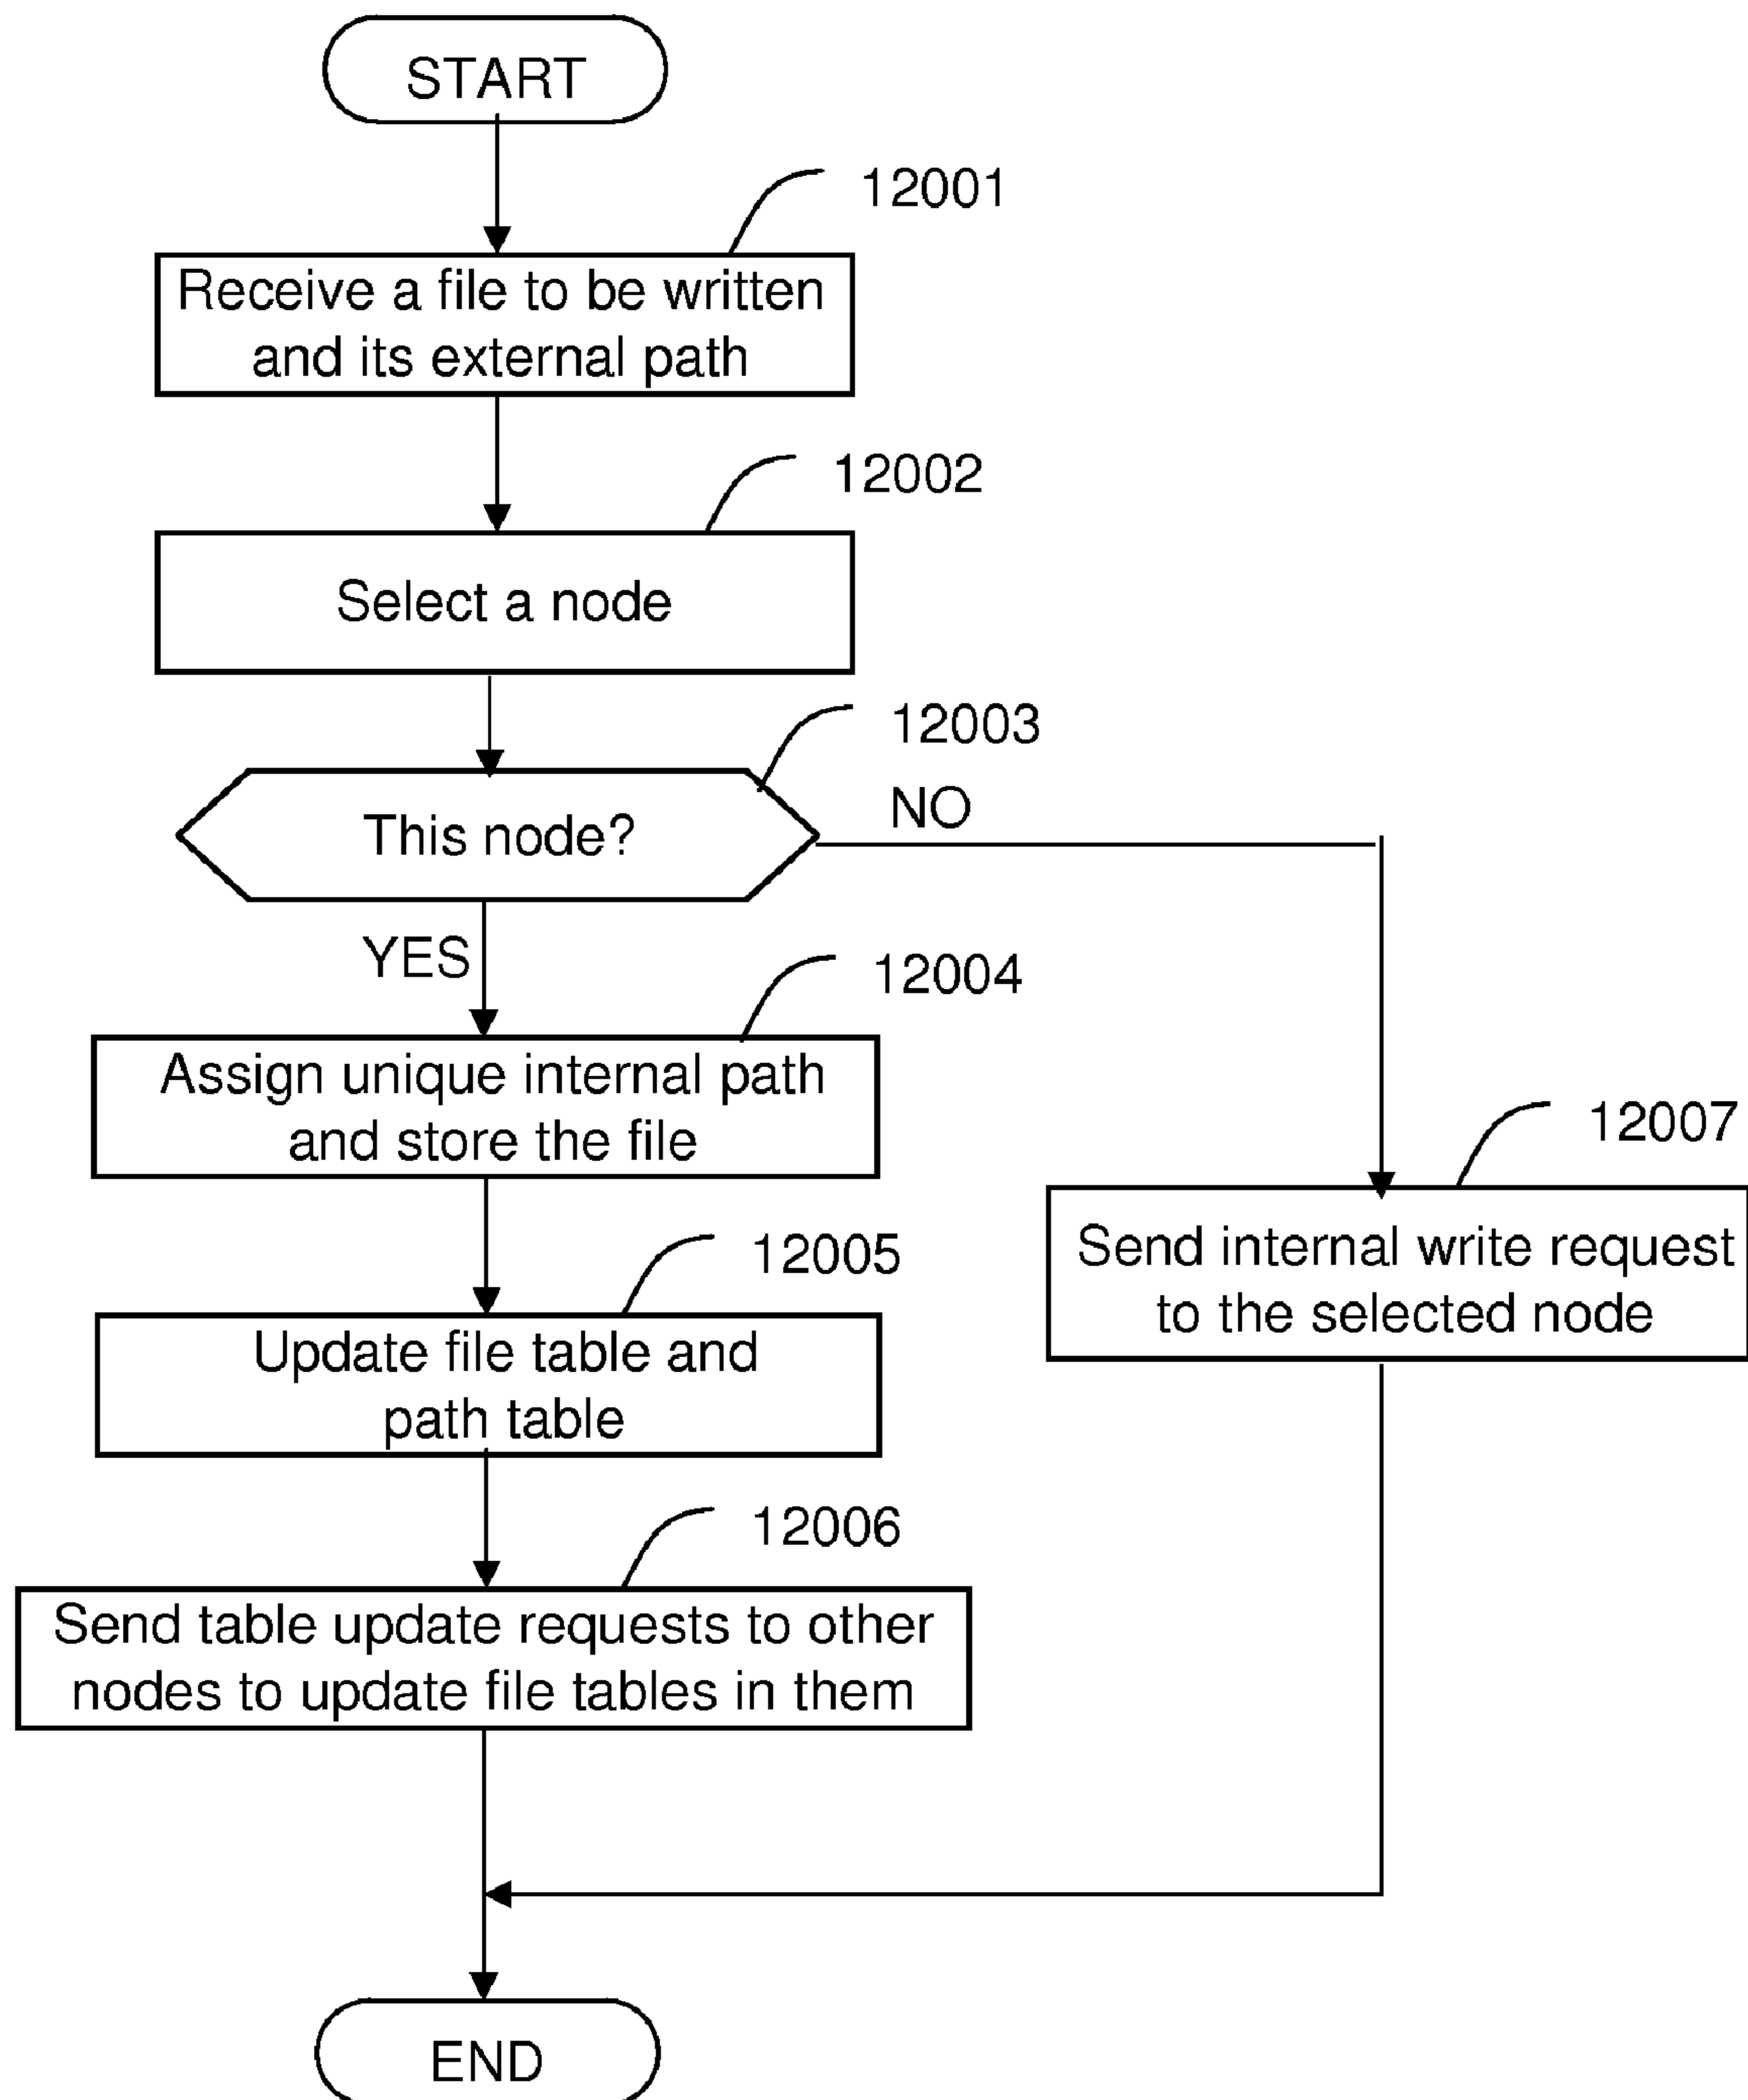 START
12001
Receive a file to be written
and its external path
12002
Select a node
12003
This node?
NO
YES
12004
Assign unique internal path
and store the file
12007
Send internal write request
to the selected node
12005
Update file table and
path table
12006
Send table update requests to other
nodes to update file tables in them
END